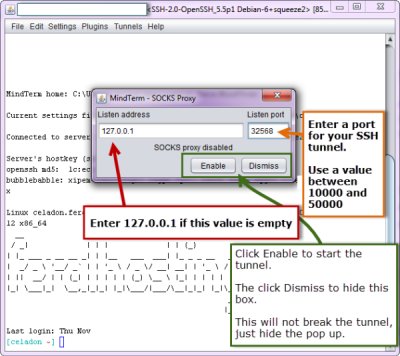 <SSH-2.0-OpenSSH_5.5p1 Debian-6+squeeze2> [85...
File Edit Settings Plugins Tunnels Help
MindTerm home: C:\U
MindTerm - SOCKS Proxy
Listen address Listen port
127.0.0.1 32568
SOCKS proxy disabled
Enable Dismiss
Current settings fi
Connected to server
Server's hostkey (s
openssh md5: 1c:e
bubblebabble: xipem
x
Linux celadon.fer
12 x86_64
Enter a port
for your SSH
tunnel.
Use a value
between
10000 and
50000
Enter 127.0.0.1 if this value is empty
Click Enable to start the
tunnel.
The click Dismiss to hide this
box.
This will not break the tunnel,
just hide the pop up.
Last login: Thu Nov
[celadon ~]